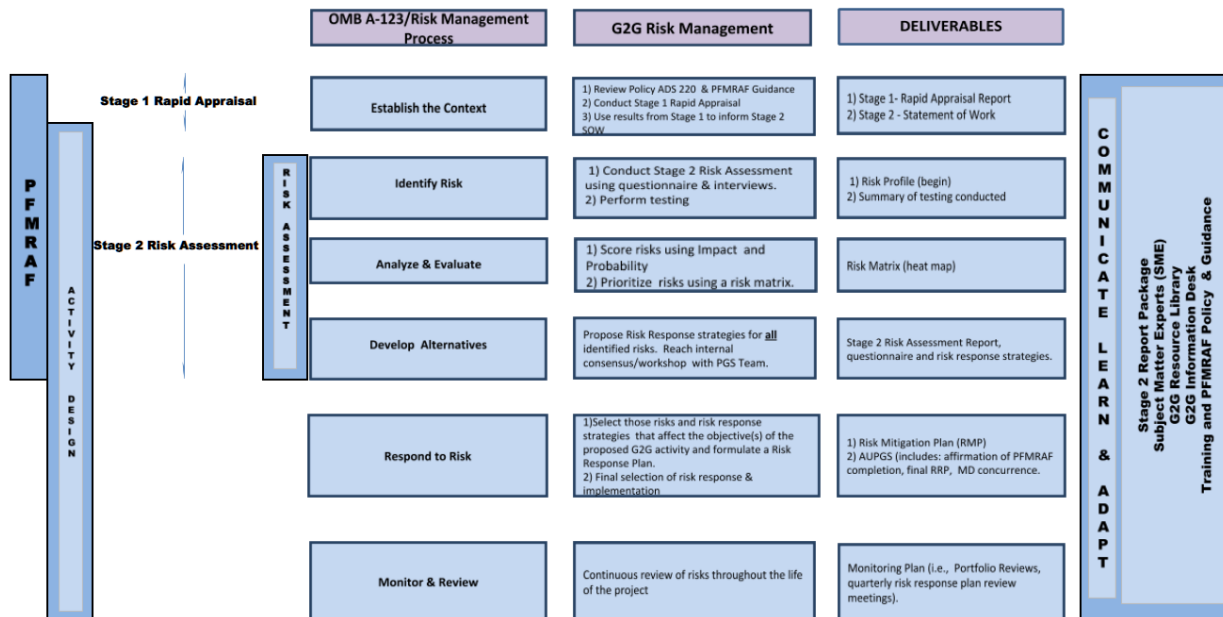 OMB A-123/Risk Management
Process
G2G Risk Management
DELIVERABLES
PFMRAF
ACTIVITY DESIGN
Stage 1 Rapid Appraisal
Establish the Context
1) Review Policy ADS 220 & PFMRAF Guidance
2) Conduct Stage 1 Rapid Appraisal
3) Use results from Stage 1 to inform Stage 2
SOW
1) Stage 1- Rapid Appraisal Report
2) Stage 2 - Statement of Work
Stage 2 Risk Assessment
RISK ASSESSMENT
Identify Risk
1) Conduct Stage 2 Risk Assessment
using questionnaire & interviews.
2) Perform testing
1) Risk Profile (begin)
2) Summary of testing conducted
Analyze & Evaluate
1) Score risks using Impact and
Probability
2) Prioritize risks using a risk matrix.
Risk Matrix (heat map)
Develop Alternatives
Propose Risk Response strategies for all
identified risks. Reach internal
consensus/workshop with PGS Team.
Stage 2 Risk Assessment Report,
questionnaire and risk response strategies.
Respond to Risk
1)Select those risks and risk response
strategies that affect the objective(s) of the
proposed G2G activity and formulate a Risk
Response Plan.
2) Final selection of risk response &
implementation
1) Risk Mitigation Plan (RMP)
2) AUPGS (includes: affirmation of PFMRAF
completion, final RRP, MD concurrence.
Monitor & Review
Continuous review of risks throughout the life
of the project
Monitoring Plan (i.e., Portfolio Reviews,
quarterly risk response plan review
meetings).
COMMUNICATE LEARN & ADAPT
Stage 2 Report Package
Subject Matter Experts (SME)
G2G Resource Library
G2G Information Desk
Training and PFMRAF Policy & Guidance